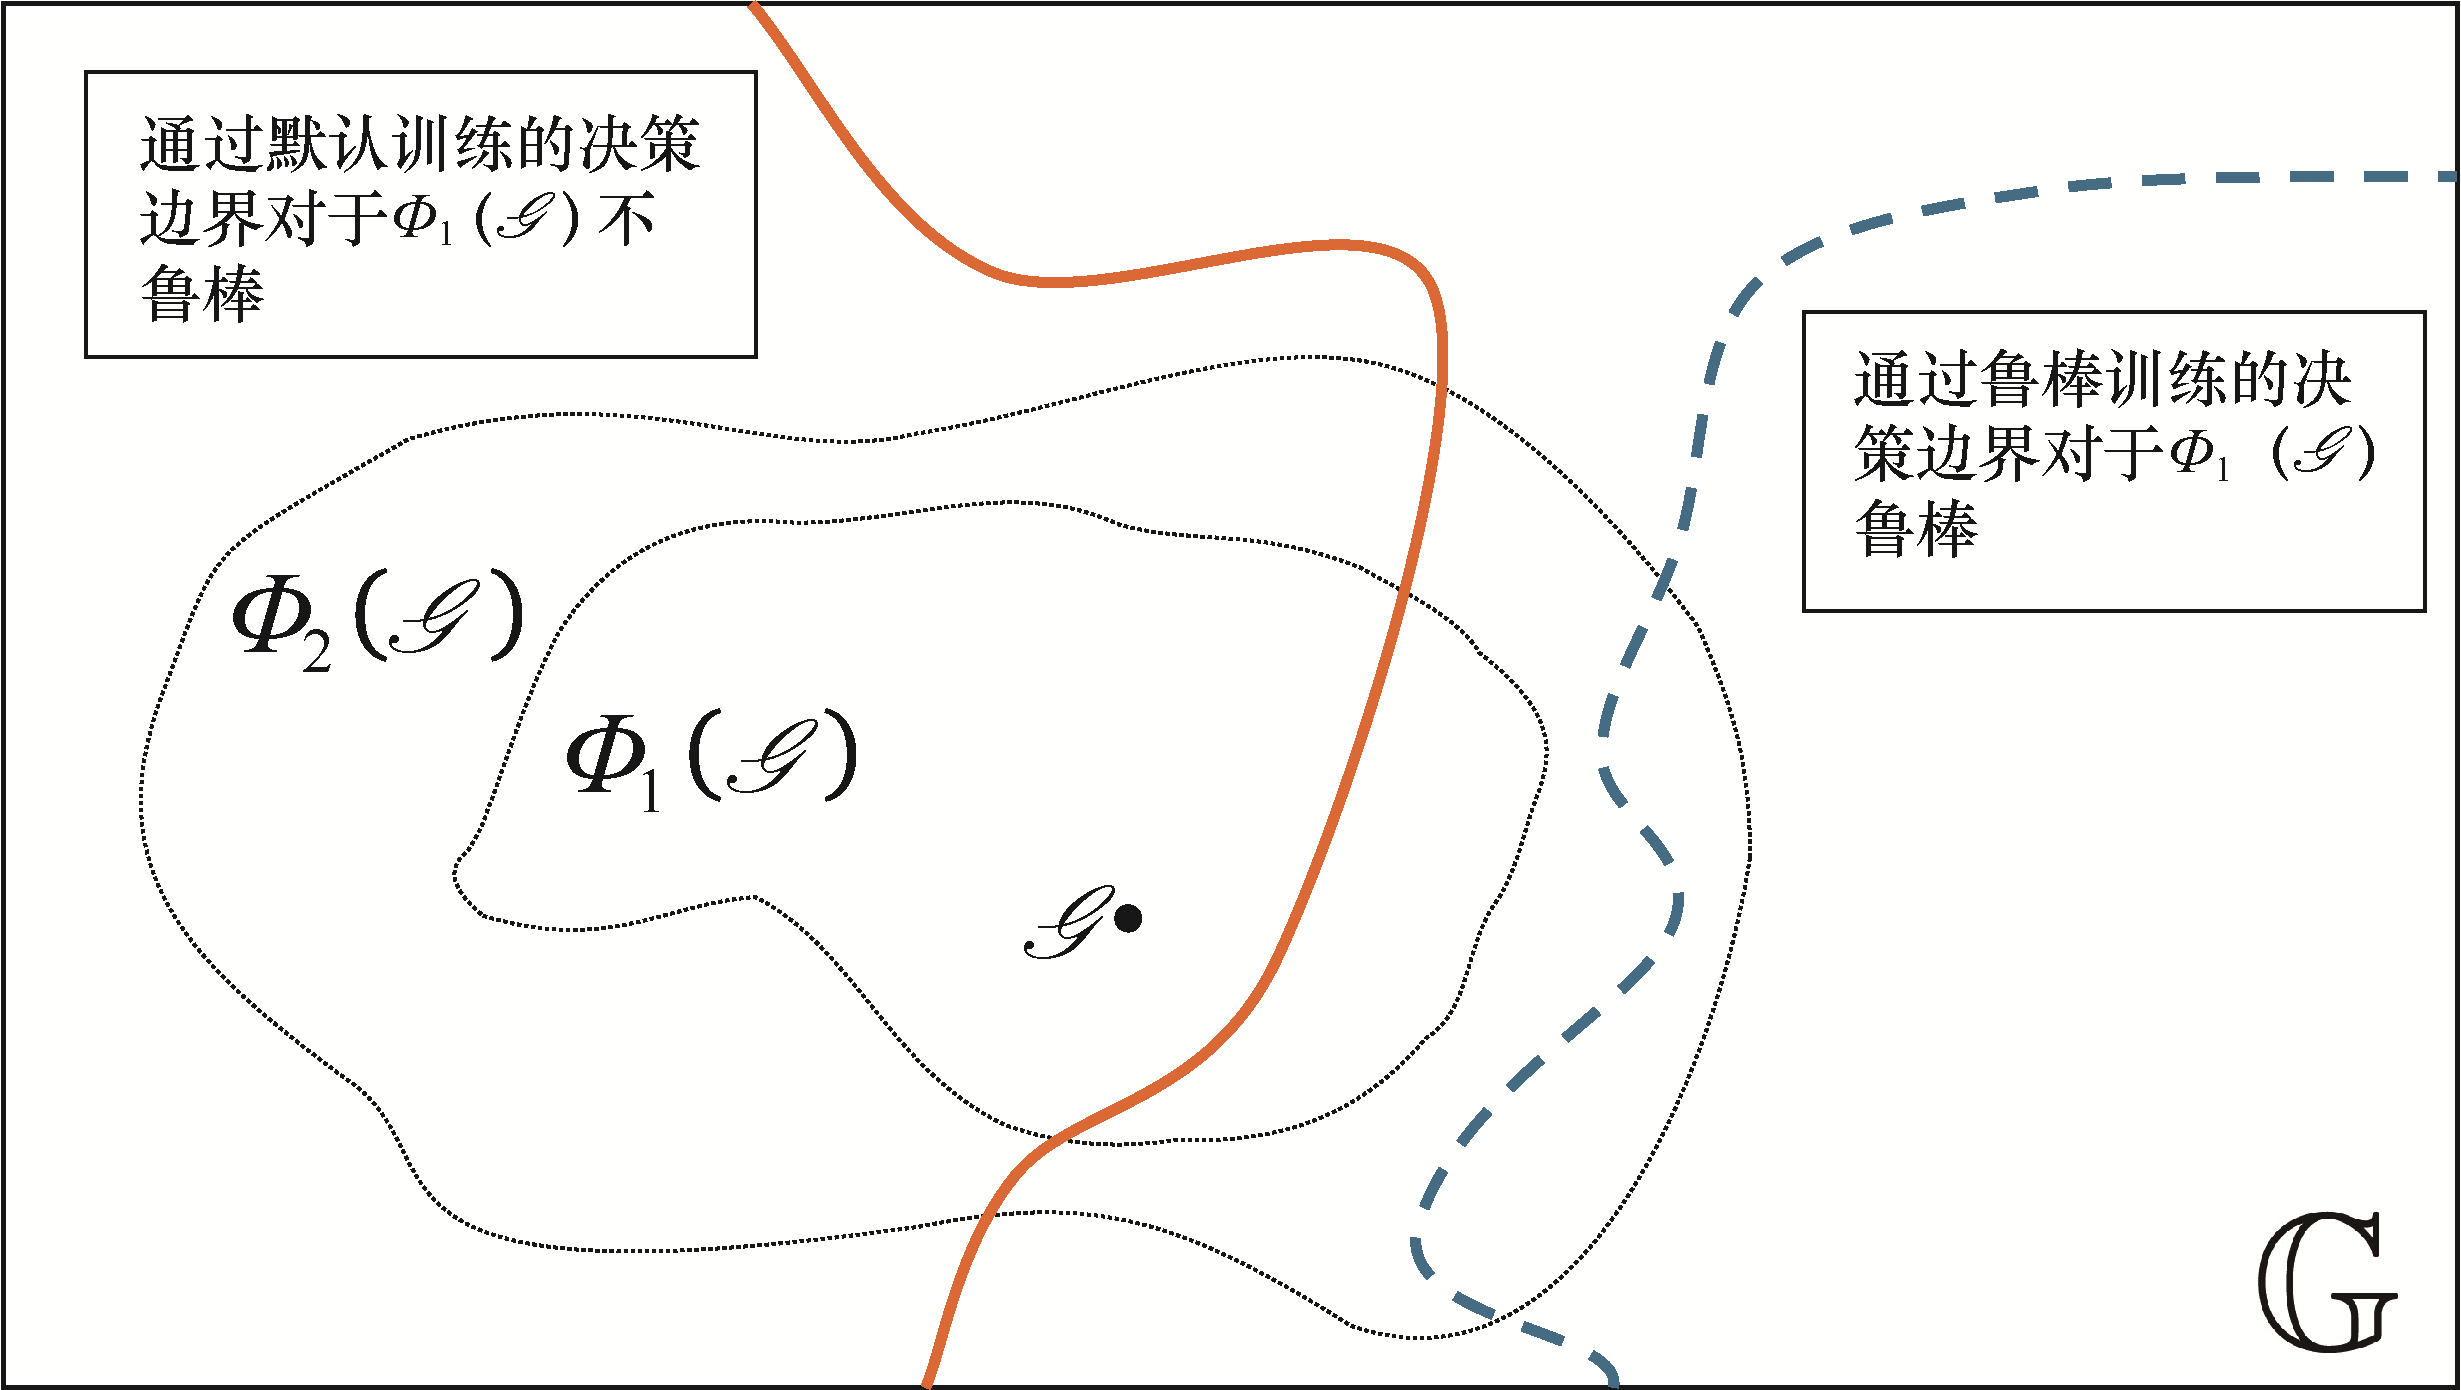 通过默认训练的决策
边界对于Φ₁(𝒢)不
鲁棒
通过鲁棒训练的决
策边界对于Φ₁ (𝒢)
鲁棒
Φ₂(𝒢)
Φ₁(𝒢)
𝒢
𝔾